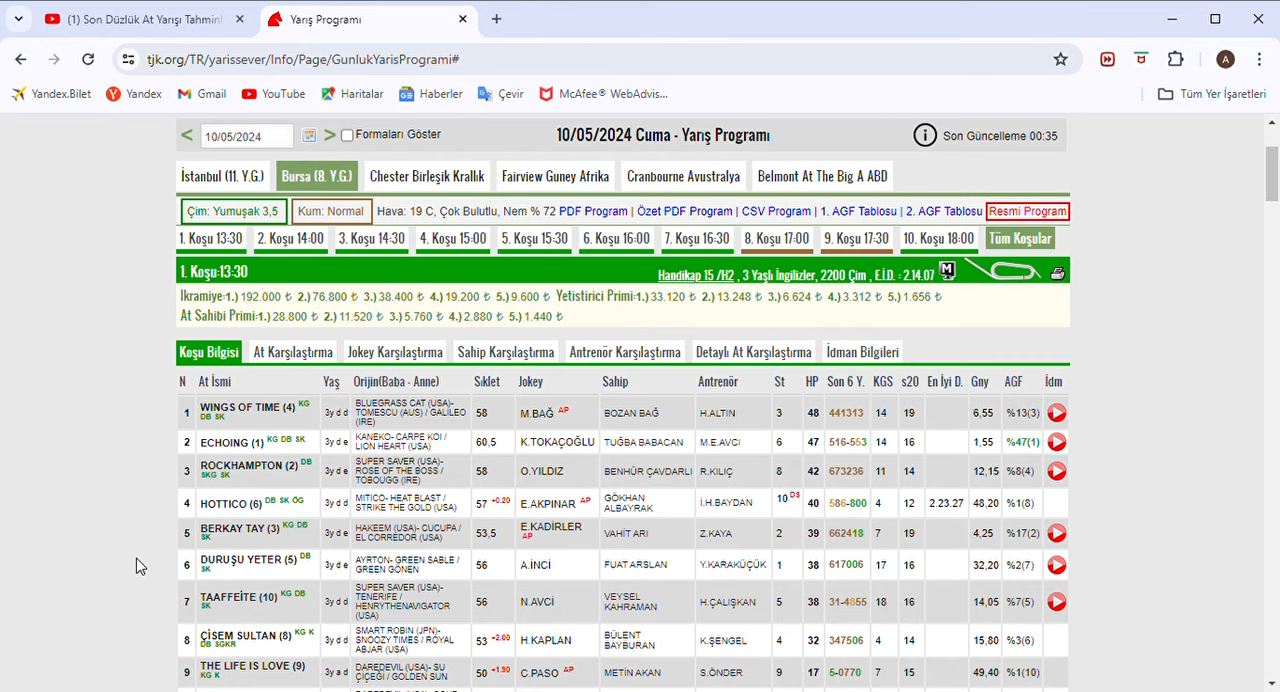 (1) Son Düzlük At Yarışı Tahminl
Yarış Programı
tjk.org/TR/yarissever/Info/Page/GunlukYarisProgrami#
A
Yandex.Bilet Yandex Gmail YouTube Haritalar Haberler Çevir McAfee® WebAdvis... Tüm Yer İşaretleri
< 10/05/2024 > Formaları Göster 10/05/2024 Cuma - Yarış Programı Son Güncelleme 00:35
İstanbul (11. Y.G.) Bursa (8. Y.G.) Chester Birleşik Krallık Fairview Guney Afrika Cranbourne Avustralya Belmont At The Big A ABD
Çim: Yumuşak 3,5 Kum: Normal Hava: 19 C, Çok Bulutlu, Nem % 72 PDF Program | Özet PDF Program | CSV Program | 1. AGF Tablosu | 2. AGF Tablosu Resmi Program
1. Koşu 13:30 2. Koşu 14:00 3. Koşu 14:30 4. Koşu 15:00 5. Koşu 15:30 6. Koşu 16:00 7. Koşu 16:30 8. Koşu 17:00 9. Koşu 17:30 10. Koşu 18:00 Tüm Koşular
1. Koşu:13:30 Handikap 15 /H2 , 3 Yaşlı İngilizler, 2200 Çim , E.İ.D. : 2.14.07 M
Ikramiye:1.) 192.000 ₺ 2.) 76.800 ₺ 3.) 38.400 ₺ 4.) 19.200 ₺ 5.) 9.600 ₺ Yetistirici Primi:1.) 33.120 ₺ 2.) 13.248 ₺ 3.) 6.624 ₺ 4.) 3.312 ₺ 5.) 1.656 ₺
At Sahibi Primi:1.) 28.800 ₺ 2.) 11.520 ₺ 3.) 5.760 ₺ 4.) 2.880 ₺ 5.) 1.440 ₺
Koşu Bilgisi At Karşılaştırma Jokey Karşılaştırma Sahip Karşılaştırma Antrenör Karşılaştırma Detaylı At Karşılaştırma İdman Bilgileri
N At İsmi Yaş Orijin(Baba - Anne) Sıklet Jokey Sahip Antrenör St HP Son 6 Y. KGS s20 En İyi D. Gny AGF İdm
1 WINGS OF TIME (4) KG DB SK 3y d d BLUEGRASS CAT (USA)- TOMESCU (AUS) / GALILEO (IRE) 58 M.BAĞ AP BOZAN BAĞ H.ALTIN 3 48 441313 14 19 6,55 %13(3)
2 ECHOING (1) KG DB SK 3y d e KANEKO- CARPE KOI / LION HEART (USA) 60,5 K.TOKAÇOĞLU TUĞBA BABACAN M.E.AVCI 6 47 516-553 14 16 1,55 %47(1)
3 ROCKHAMPTON (2) DB SKG SK 3y d e SUPER SAVER (USA)- ROSE OF THE BOSS / TOBOUGG (IRE) 58 O.YILDIZ BENHÜR ÇAVDARLI R.KILIÇ 8 42 673236 11 14 12,15 %8(4)
4 HOTTICO (6) DB SK ÖG 3y d d MITICO- HEAT BLAST / STRIKE THE GOLD (USA) 57 +0.20 E.AKPINAR AP GÖKHAN ALBAYRAK İ.H.BAYDAN 10 DS 40 586-800 4 12 2.23.27 48,20 %1(8)
5 BERKAY TAY (3) KG DB SK 3y d e HAKEEM (USA)- CUCUPA / EL CORREDOR (USA) 53,5 E.KADİRLER AP VAHİT ARI Z.KAYA 2 39 662418 7 19 4,25 %17(2)
6 DURUŞU YETER (5) DB SK 3y d e AYRTON- GREEN SABLE / GREEN GÖNEN 56 A.İNCİ FUAT ARSLAN Y.KARAKÜÇÜK 1 38 617006 17 16 32,20 %2(7)
7 TAAFFEİTE (10) KG DB SK 3y d d SUPER SAVER (USA)- TENERIFE / HENRYTHENAVIGATOR (USA) 56 N.AVCİ VEYSEL KAHRAMAN H.ÇALIŞKAN 5 38 31-4855 18 16 14,05 %7(5)
8 ÇİSEM SULTAN (8) KG K DB SGKR 3y d d SMART ROBIN (JPN)- SNOOZY TIMES / ROYAL ABJAR (USA) 53 +2.00 H.KAPLAN BÜLENT BAYBURAN K.ŞENGEL 4 32 347506 4 14 15,80 %3(6)
9 THE LIFE IS LOVE (9) KG K 3y a d DAREDEVIL (USA)- SU ÇİÇEĞİ / GOLDEN SUN 50 +1.90 C.PASO AP METİN AKAN S.ÖNDER 9 17 5-0770 7 15 49,40 %1(10)